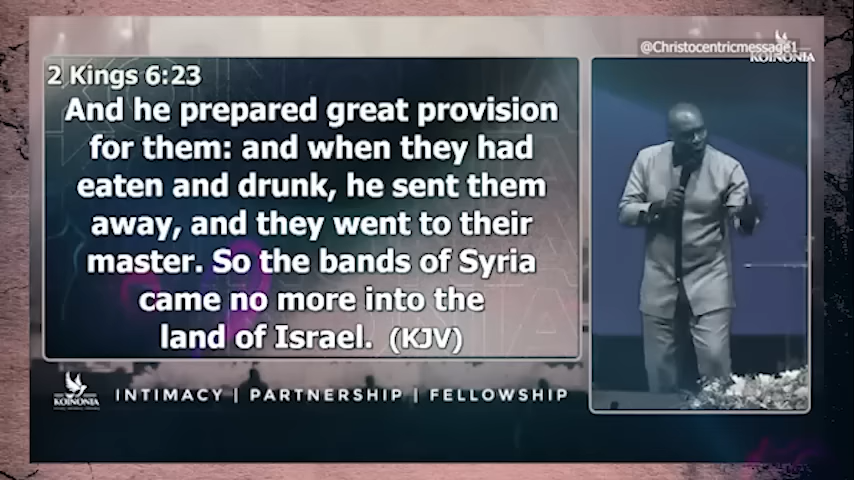 @Christocentricmessage1
KOINONIA
2 Kings 6:23
And he prepared great provision
for them: and when they had
eaten and drunk, he sent them
away, and they went to their
master. So the bands of Syria
came no more into the
land of Israel. (KJV)
KOINONIA
INTIMACY | PARTNERSHIP | FELLOWSHIP